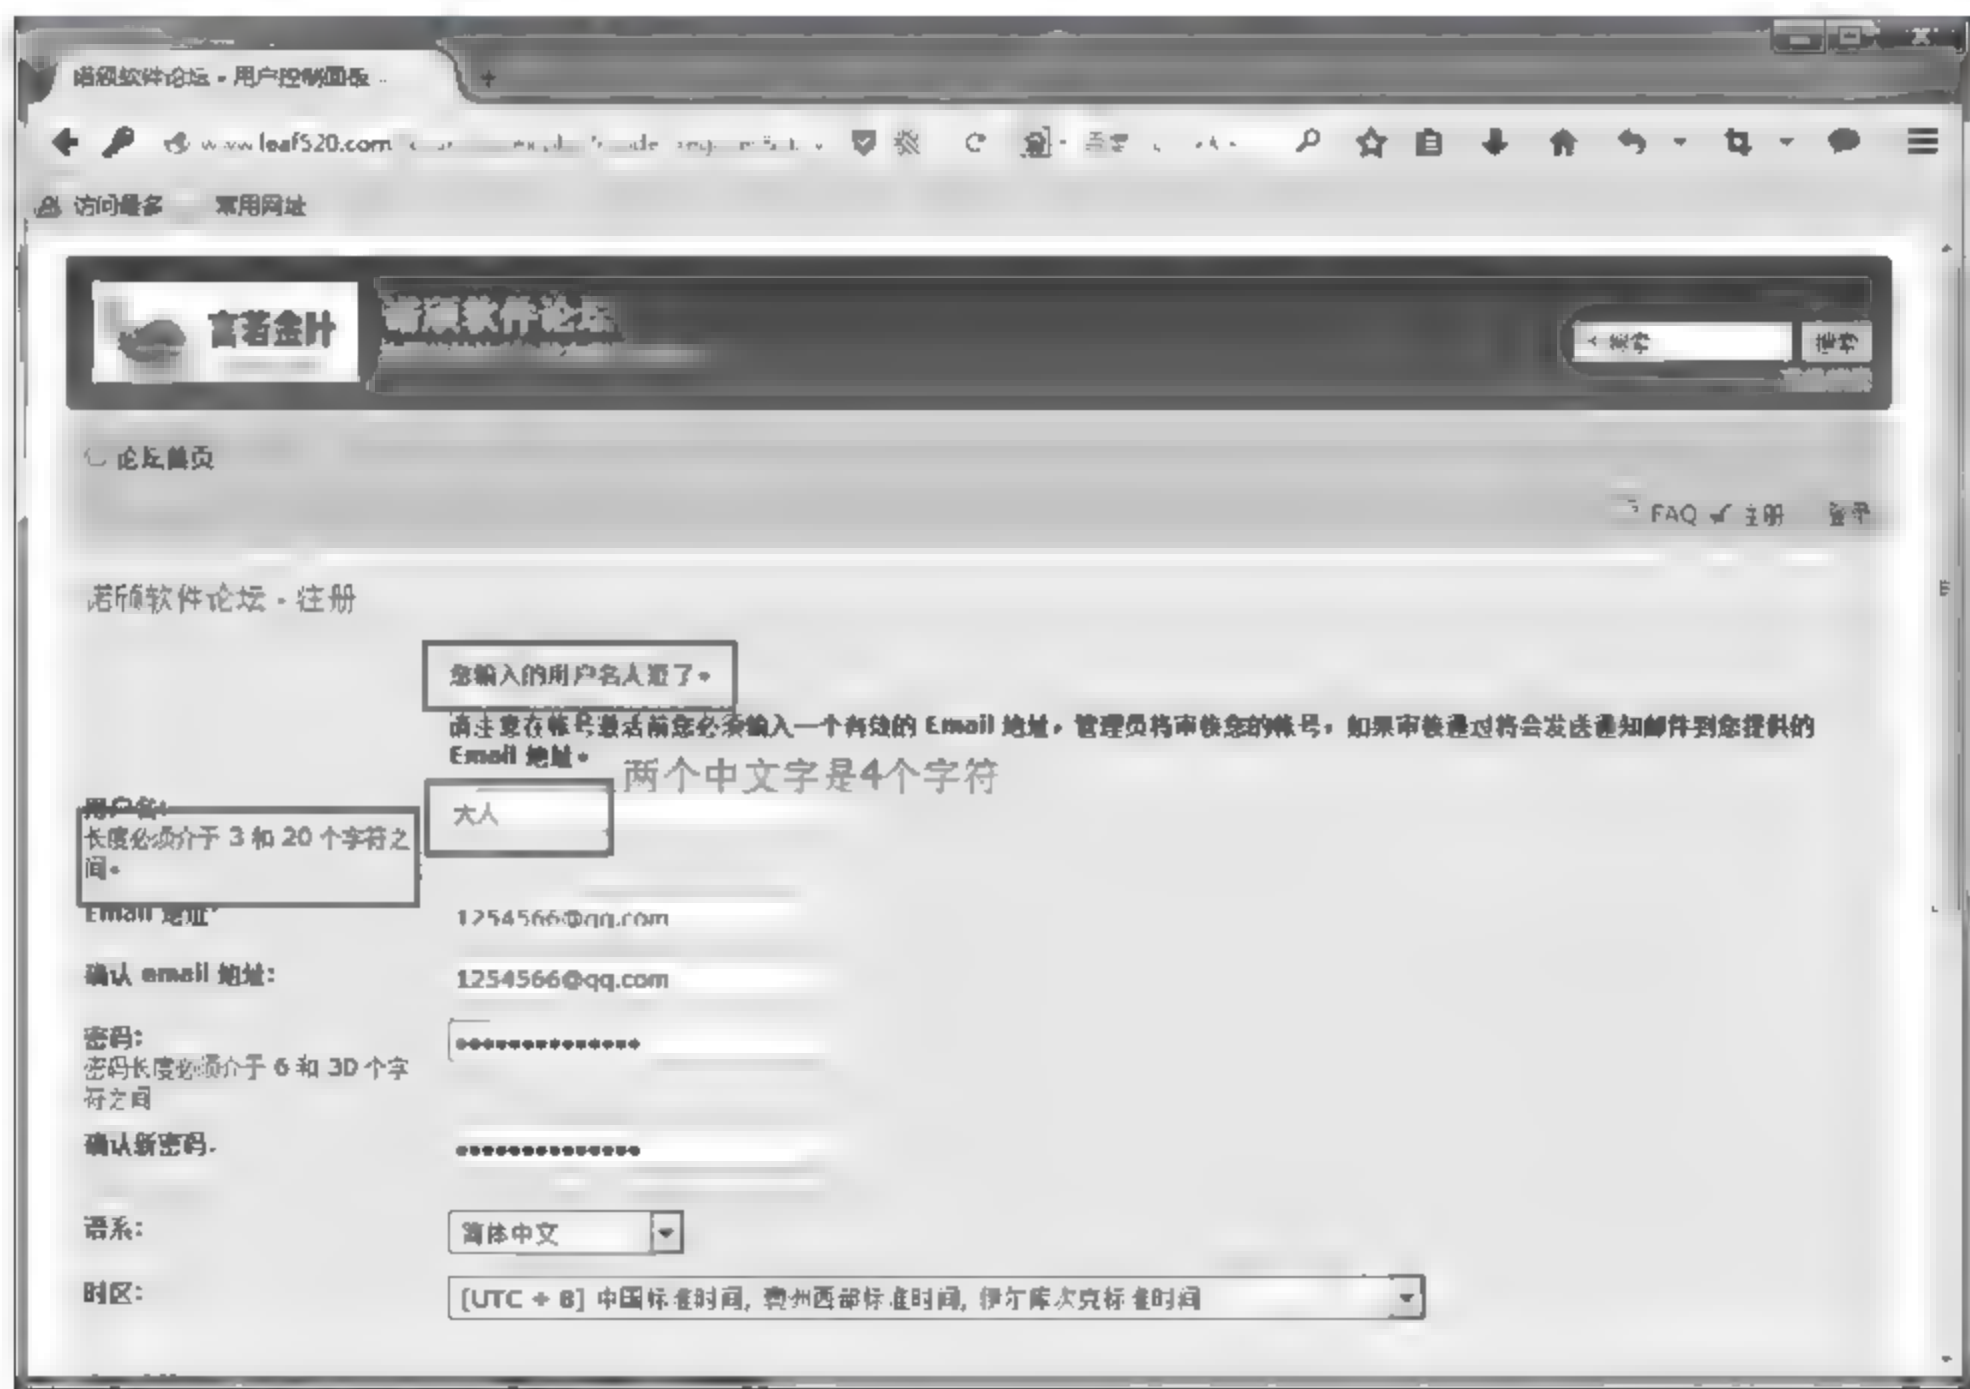 诺颀软件论坛 - 用户控制面板 ..
www.leaf520.com
访问最多 常用网址
言若金叶
诺颀软件论坛
论坛首页
FAQ 注册 登录
诺颀软件论坛 - 注册
您输入的用户名太短了。
请注意在帐号激活前您必须输入一个有效的 Email 地址，管理员将审核您的帐号，如果审核通过将会发送通知邮件到您提供的
Email 地址。
两个中文字是4个字符
用户名:
大人
长度必须介于 3 和 20 个字符之
间。
Email 地址:
1254566@qq.com
确认 email 地址:
1254566@qq.com
密码:
密码长度必须介于 6 和 30 个字
符之间
确认新密码:
语系:
简体中文
时区:
[UTC + 8] 中国标准时间, 澳州西部标准时间, 伊尔库次克标准时间